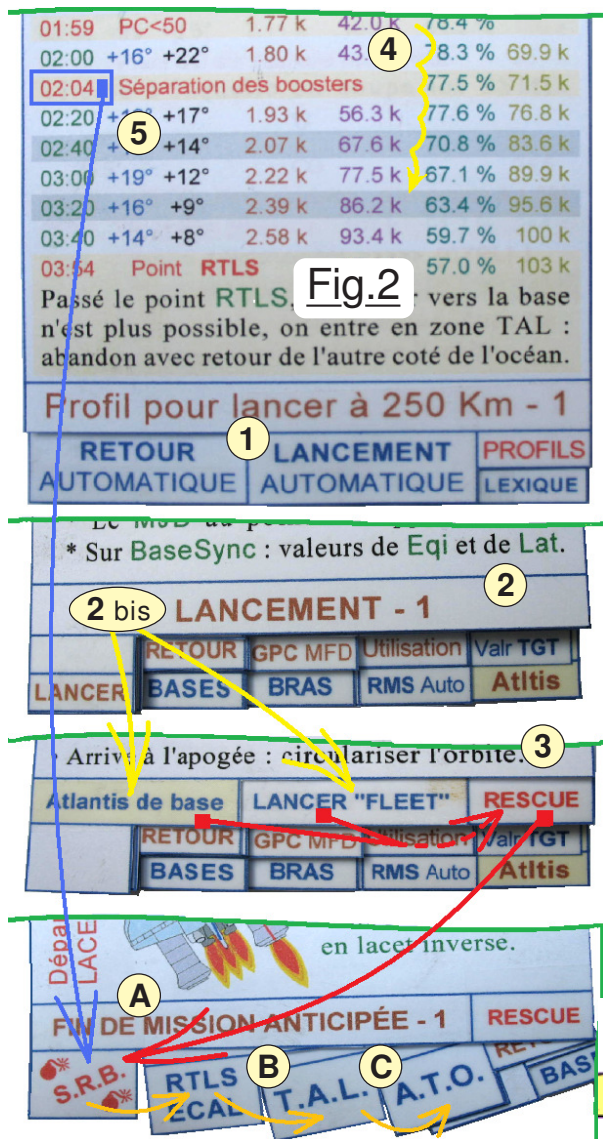 01:59 PC<50 1.77 k 42.0 k 78.4 %
02:00 +16° +22° 1.80 k 43. 4 78.3 % 69.9 k
02:04 Séparation des boosters 77.5 % 71.5 k
02:20 +17° 1.93 k 56.3 k 77.6 % 76.8 k
5
02:40 +14° 2.07 k 67.6 k 70.8 % 83.6 k
03:00 +19° +12° 2.22 k 77.5 k 67.1 % 89.9 k
03:20 +16° +9° 2.39 k 86.2 k 63.4 % 95.6 k
03:40 +14° +8° 2.58 k 93.4 k 59.7 % 100 k
03:54 Point RTLS 57.0 % 103 k
Fig.2
Passé le point RTLS, vers la base
n'est plus possible, on entre en zone TAL :
abandon avec retour de l'autre coté de l'océan.
Profil pour lancer à 250 Km - 1
1
RETOUR AUTOMATIQUE
LANCEMENT AUTOMATIQUE
PROFILS
LEXIQUE
* Sur BaseSync : valeurs de Eqi et de Lat.
2
2 bis
LANCEMENT - 1
RETOUR GPC MFD Utilisation Valr TGT
LANCER BASES BRAS RMS Auto Atltis
Arrivé à l'apogée : circulariser l'orbite.
3
Atlantis de base LANCER "FLEET" RESCUE
RETOUR GPC MFD Utilisation Valr TGT
BASES BRAS RMS Auto Atltis
Dépar
LACE
en lacet inverse.
A
FIN DE MISSION ANTICIPÉE - 1 RESCUE
S.R.B.
RTLS
ECAL
B
T.A.L.
C
A.T.O.
RET
BAS